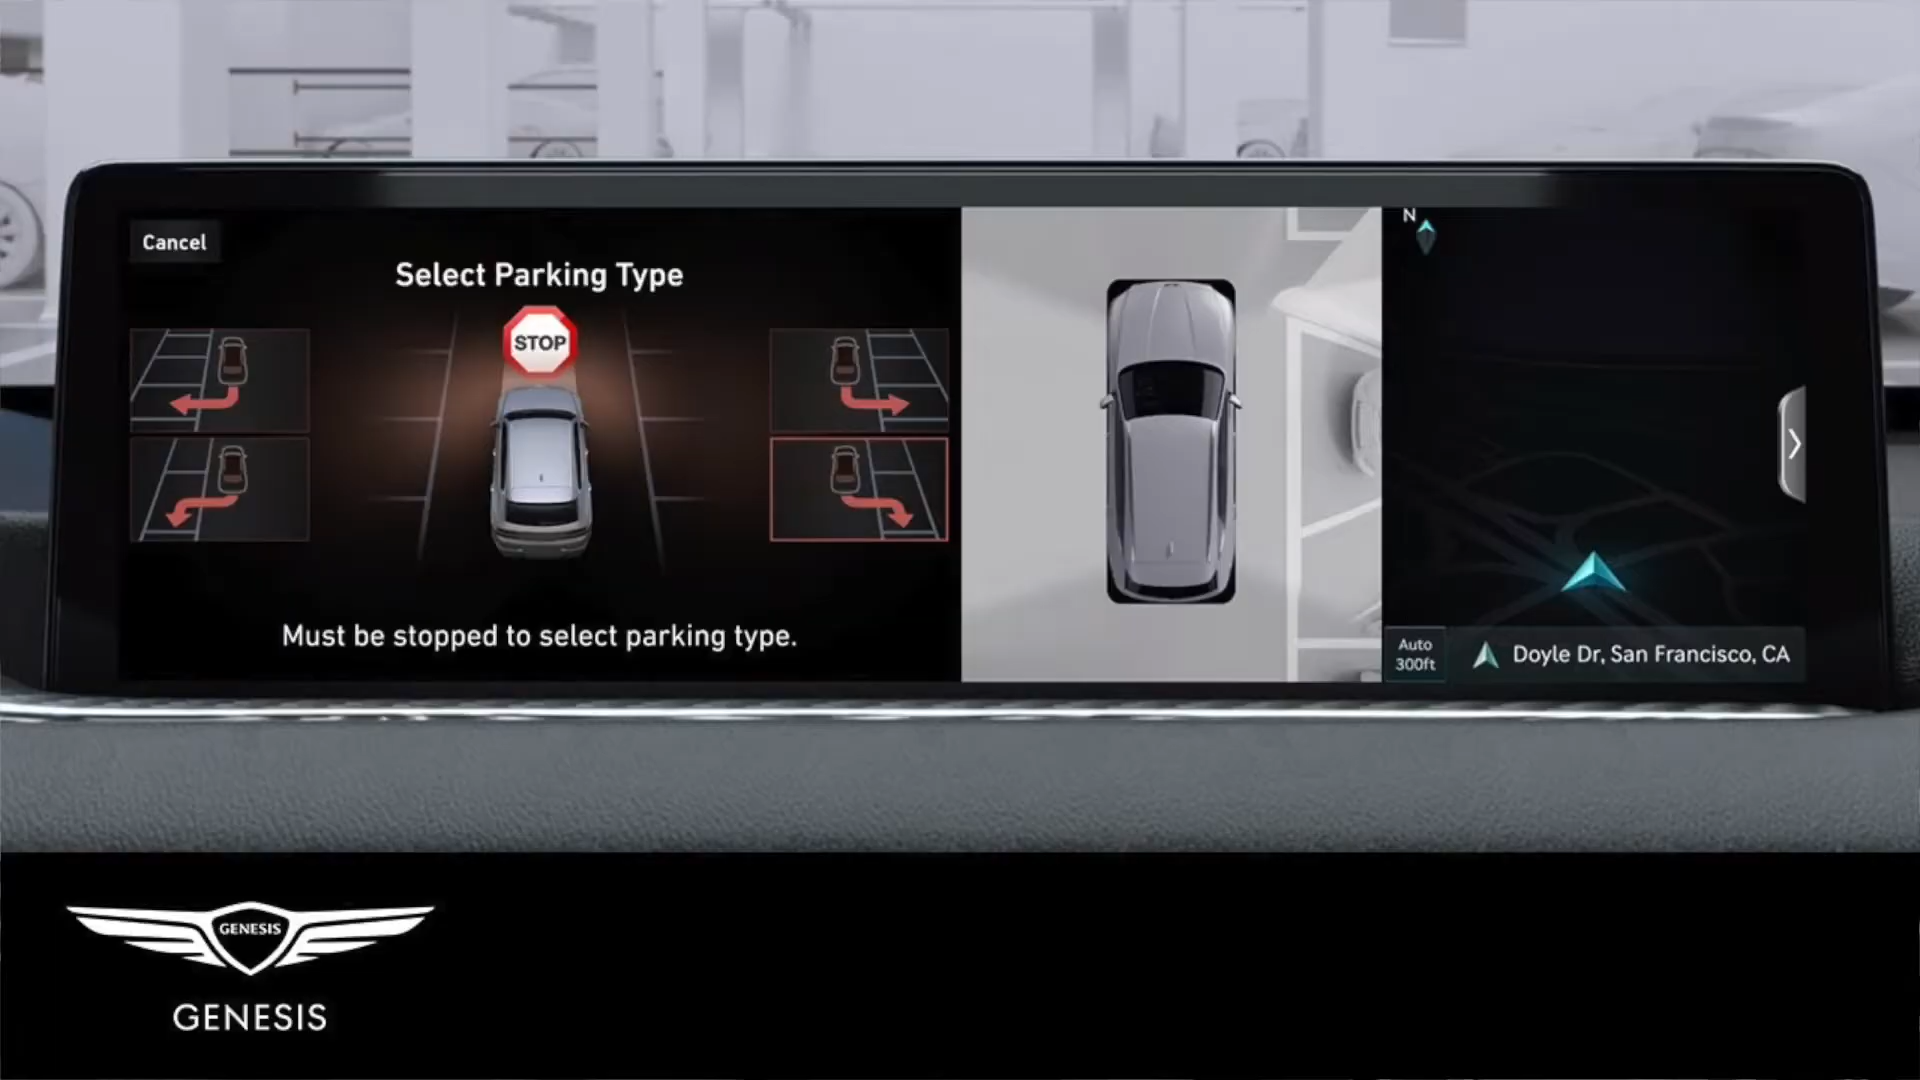 Cancel
Select Parking Type
STOP
Must be stopped to select parking type.
N
Auto
300ft
Doyle Dr, San Francisco, CA
GENESIS
GENESIS